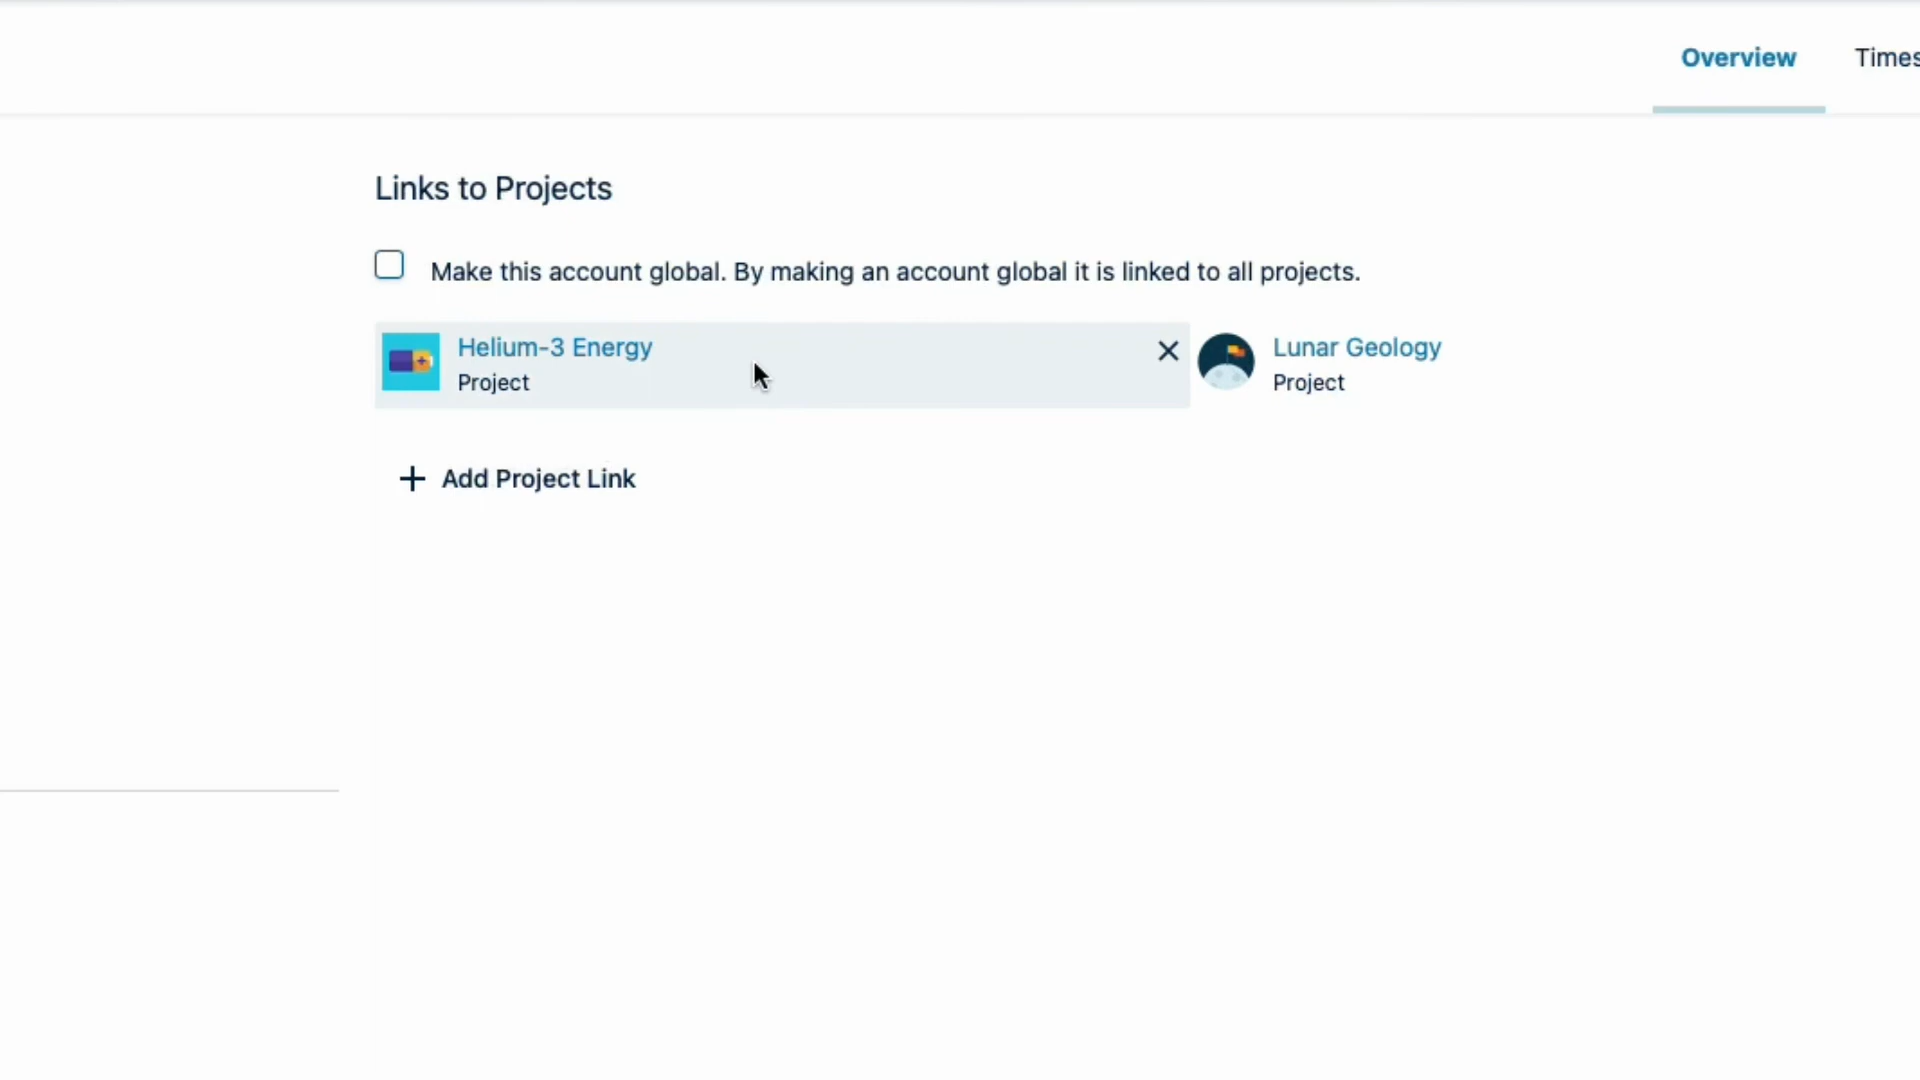 Overview
Times
Links to Projects
Make this account global. By making an account global it is linked to all projects.
Helium-3 Energy
Project
Lunar Geology
Project
Add Project Link